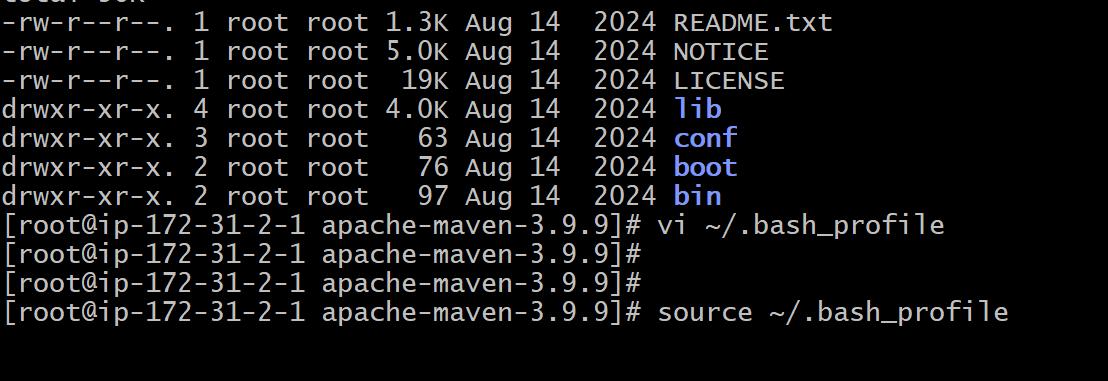 -rw-r--r--. 1 root root 1.3K Aug 14  2024 README.txt
-rw-r--r--. 1 root root 5.0K Aug 14  2024 NOTICE
-rw-r--r--. 1 root root  19K Aug 14  2024 LICENSE
drwxr-xr-x. 4 root root 4.0K Aug 14  2024 lib
drwxr-xr-x. 3 root root   63 Aug 14  2024 conf
drwxr-xr-x. 2 root root   76 Aug 14  2024 boot
drwxr-xr-x. 2 root root   97 Aug 14  2024 bin
[root@ip-172-31-2-1 apache-maven-3.9.9]# vi ~/.bash_profile
[root@ip-172-31-2-1 apache-maven-3.9.9]#
[root@ip-172-31-2-1 apache-maven-3.9.9]#
[root@ip-172-31-2-1 apache-maven-3.9.9]# source ~/.bash_profile